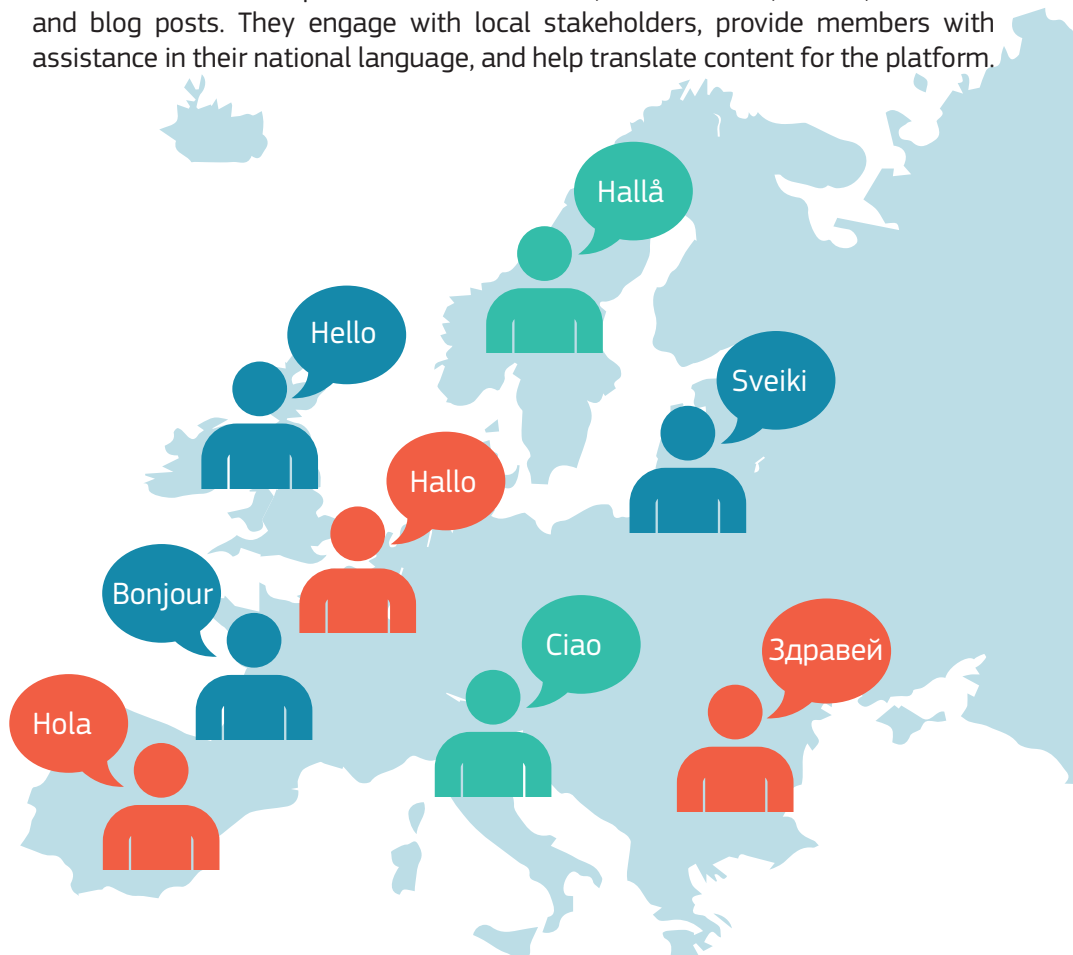 and blog posts. They engage with local stakeholders, provide members with
assistance in their national language, and help translate content for the platform.
Hallå
Hello
Sveiki
Hallo
Bonjour
Ciao
Здравей
Hola